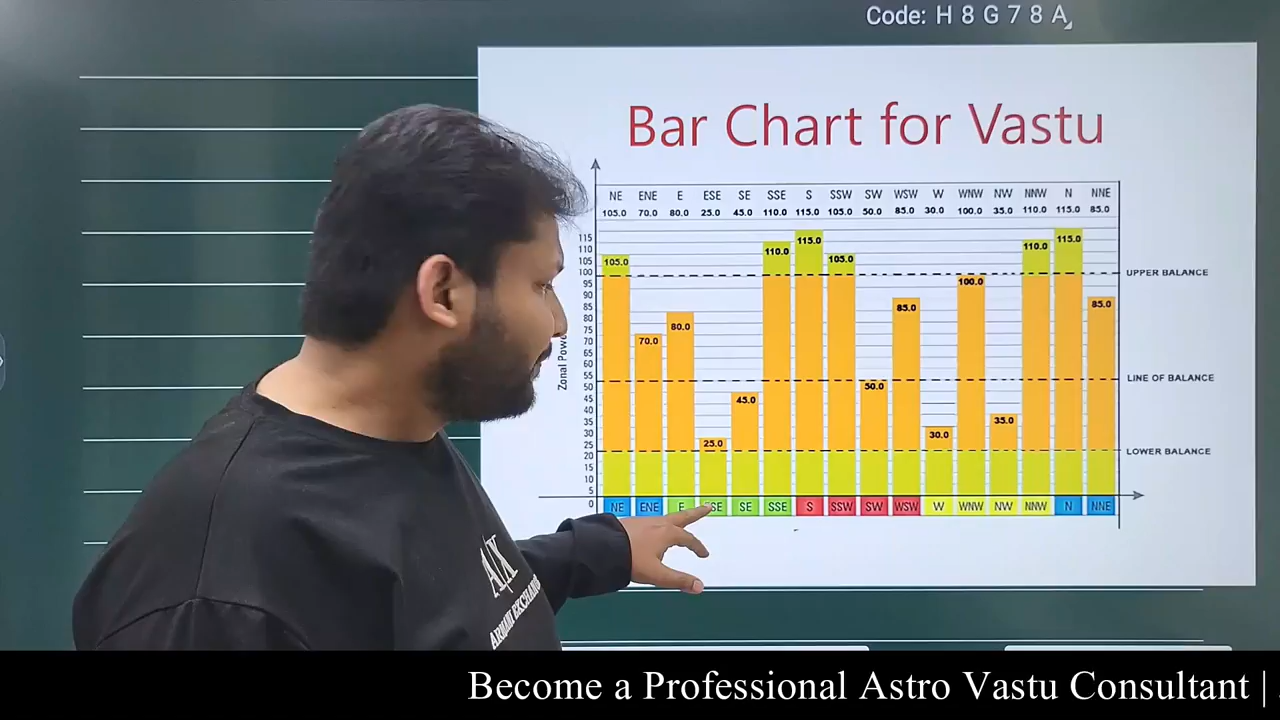 Code: H 8 G 7 8 A
Bar Chart for Vastu
NE ENE E ESE SE SSE S SSW SW WSW W WNW NW NNW N NNE
105.0 70.0 80.0 25.0 45.0 110.0 115.0 105.0 50.0 85.0 30.0 100.0 35.0 110.0 115.0 85.0
115
110
105
100
95
90
85
80
75
70
65
60
55
50
45
40
35
30
25
20
15
10
5
0
105.0 70.0 80.0 25.0 45.0 110.0 115.0 105.0 50.0 85.0 30.0 100.0 35.0 110.0 115.0 85.0
UPPER BALANCE
LINE OF BALANCE
LOWER BALANCE
Zonal
NE ENE E ESE SE SSE S SSW SW WSW W WNW NW NNW N NNE
A|X
ARMANI EXCHANGE
Become a Professional Astro Vastu Consultant |